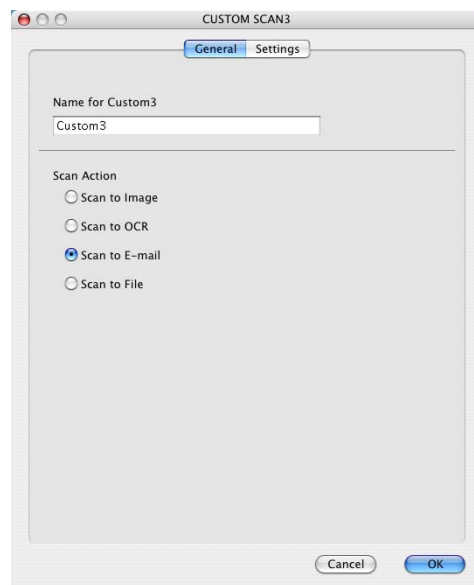 CUSTOM SCAN3
General Settings
Name for Custom3
Custom3
Scan Action
Scan to Image
Scan to OCR
Scan to E-mail
Scan to File
Cancel OK